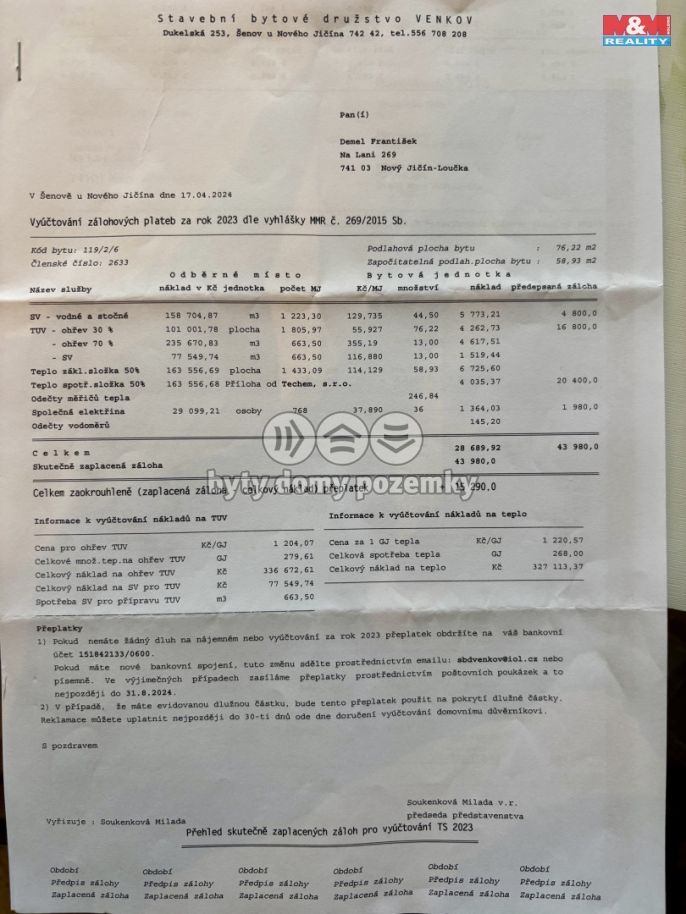 M&M
REALITY
Stavební bytové družstvo VENKOV
Dukelská 253, Šenov u Nového Jičína 742 42, tel.556 708 208
Pan(í)
Demel František
Na Lani 269
741 03 Nový Jičín-Loučka
V Šenově u Nového Jičína dne 17.04.2024
Vyúčtování zálohových plateb za rok 2023 dle vyhlášky MMR č. 269/2015 Sb.
Kód bytu: 119/2/6 Podlahová plocha bytu : 76,22 m2
Členské číslo: 2633 Započitatelná podlah.plocha bytu : 58,93 m2
Odběrné místo Bytová jednotka
Název služby náklad v Kč jednotka počet MJ Kč/MJ množství náklad předepsaná záloha
SV - vodné a stočné 158 704,87 m3 1 223,30 129,735 44,50 5 773,21 4 800,0
TUV - ohřev 30 % 101 001,78 plocha 1 805,97 55,927 76,22 4 262,73 16 800,0
- ohřev 70 % 235 670,83 m3 663,50 355,19 13,00 4 617,51
- SV 77 549,74 m3 663,50 116,880 13,00 1 519,44
Teplo zákl.složka 50% 163 556,69 plocha 1 433,09 114,129 58,93 6 725,60
Teplo spotř.složka 50% 163 556,68 Příloha od Techem, s.r.o. 4 035,37 20 400,0
Odečty měřičů tepla 246,84
Společná elektřina 29 099,21 osoby 768 37,890 36 1 364,03 1 980,0
Odečty vodoměrů 145,20
Celkem 28 689,92 43 980,0
Skutečně zaplacená záloha 43 980,0
byty domy pozemky
Celkem zaokrouhleně (zaplacená záloha celkový náklad) přeplatek 15 290,0
Informace k vyúčtování nákladů na TUV Informace k vyúčtování nákladů na teplo
Cena pro ohřev TUV Kč/GJ 1 204,07 Cena za 1 GJ tepla Kč/GJ 1 220,57
Celkové množ.tep.na ohřev TUV GJ 279,61 Celková spotřeba tepla GJ 268,00
Celkový náklad na ohřev TUV Kč 336 672,61 Celkový náklad na teplo Kč 327 113,37
Celkový náklad na SV pro TUV Kč 77 549,74
Spotřeba SV pro přípravu TUV m3 663,50
Přeplatky
1) Pokud nemáte žádný dluh na nájemném nebo vyúčtování za rok 2023 přeplatek obdržíte na váš bankovní
účet 151842133/0600.
Pokud máte nové bankovní spojení, tuto změnu sdělte prostřednictvím emailu: sbdvenkov@iol.cz nebo
písemně. Ve výjimečných případech zasíláme přeplatky prostřednictvím poštovních poukázek a to
nejpozději do 31.8.2024.
2) V případě, že máte evidovanou dlužnou částku, bude tento přeplatek použit na pokrytí dlužné částky.
Reklamace můžete uplatnit nejpozději do 30-ti dnů ode dne doručení vyúčtování domovnímu důvěrníkovi.
S pozdravem
Soukenková Milada v.r.
předseda představenstva
Vyřizuje : Soukenková Milada
Přehled skutečně zaplacených záloh pro vyúčtování TS 2023
Období Období Období Období Období Období
Předpis zálohy Předpis zálohy Předpis zálohy Předpis zálohy Předpis zálohy Předpis zálohy
Zaplacená záloha Zaplacená záloha Zaplacená záloha Zaplacená záloha Zaplacená záloha Zaplacená záloha